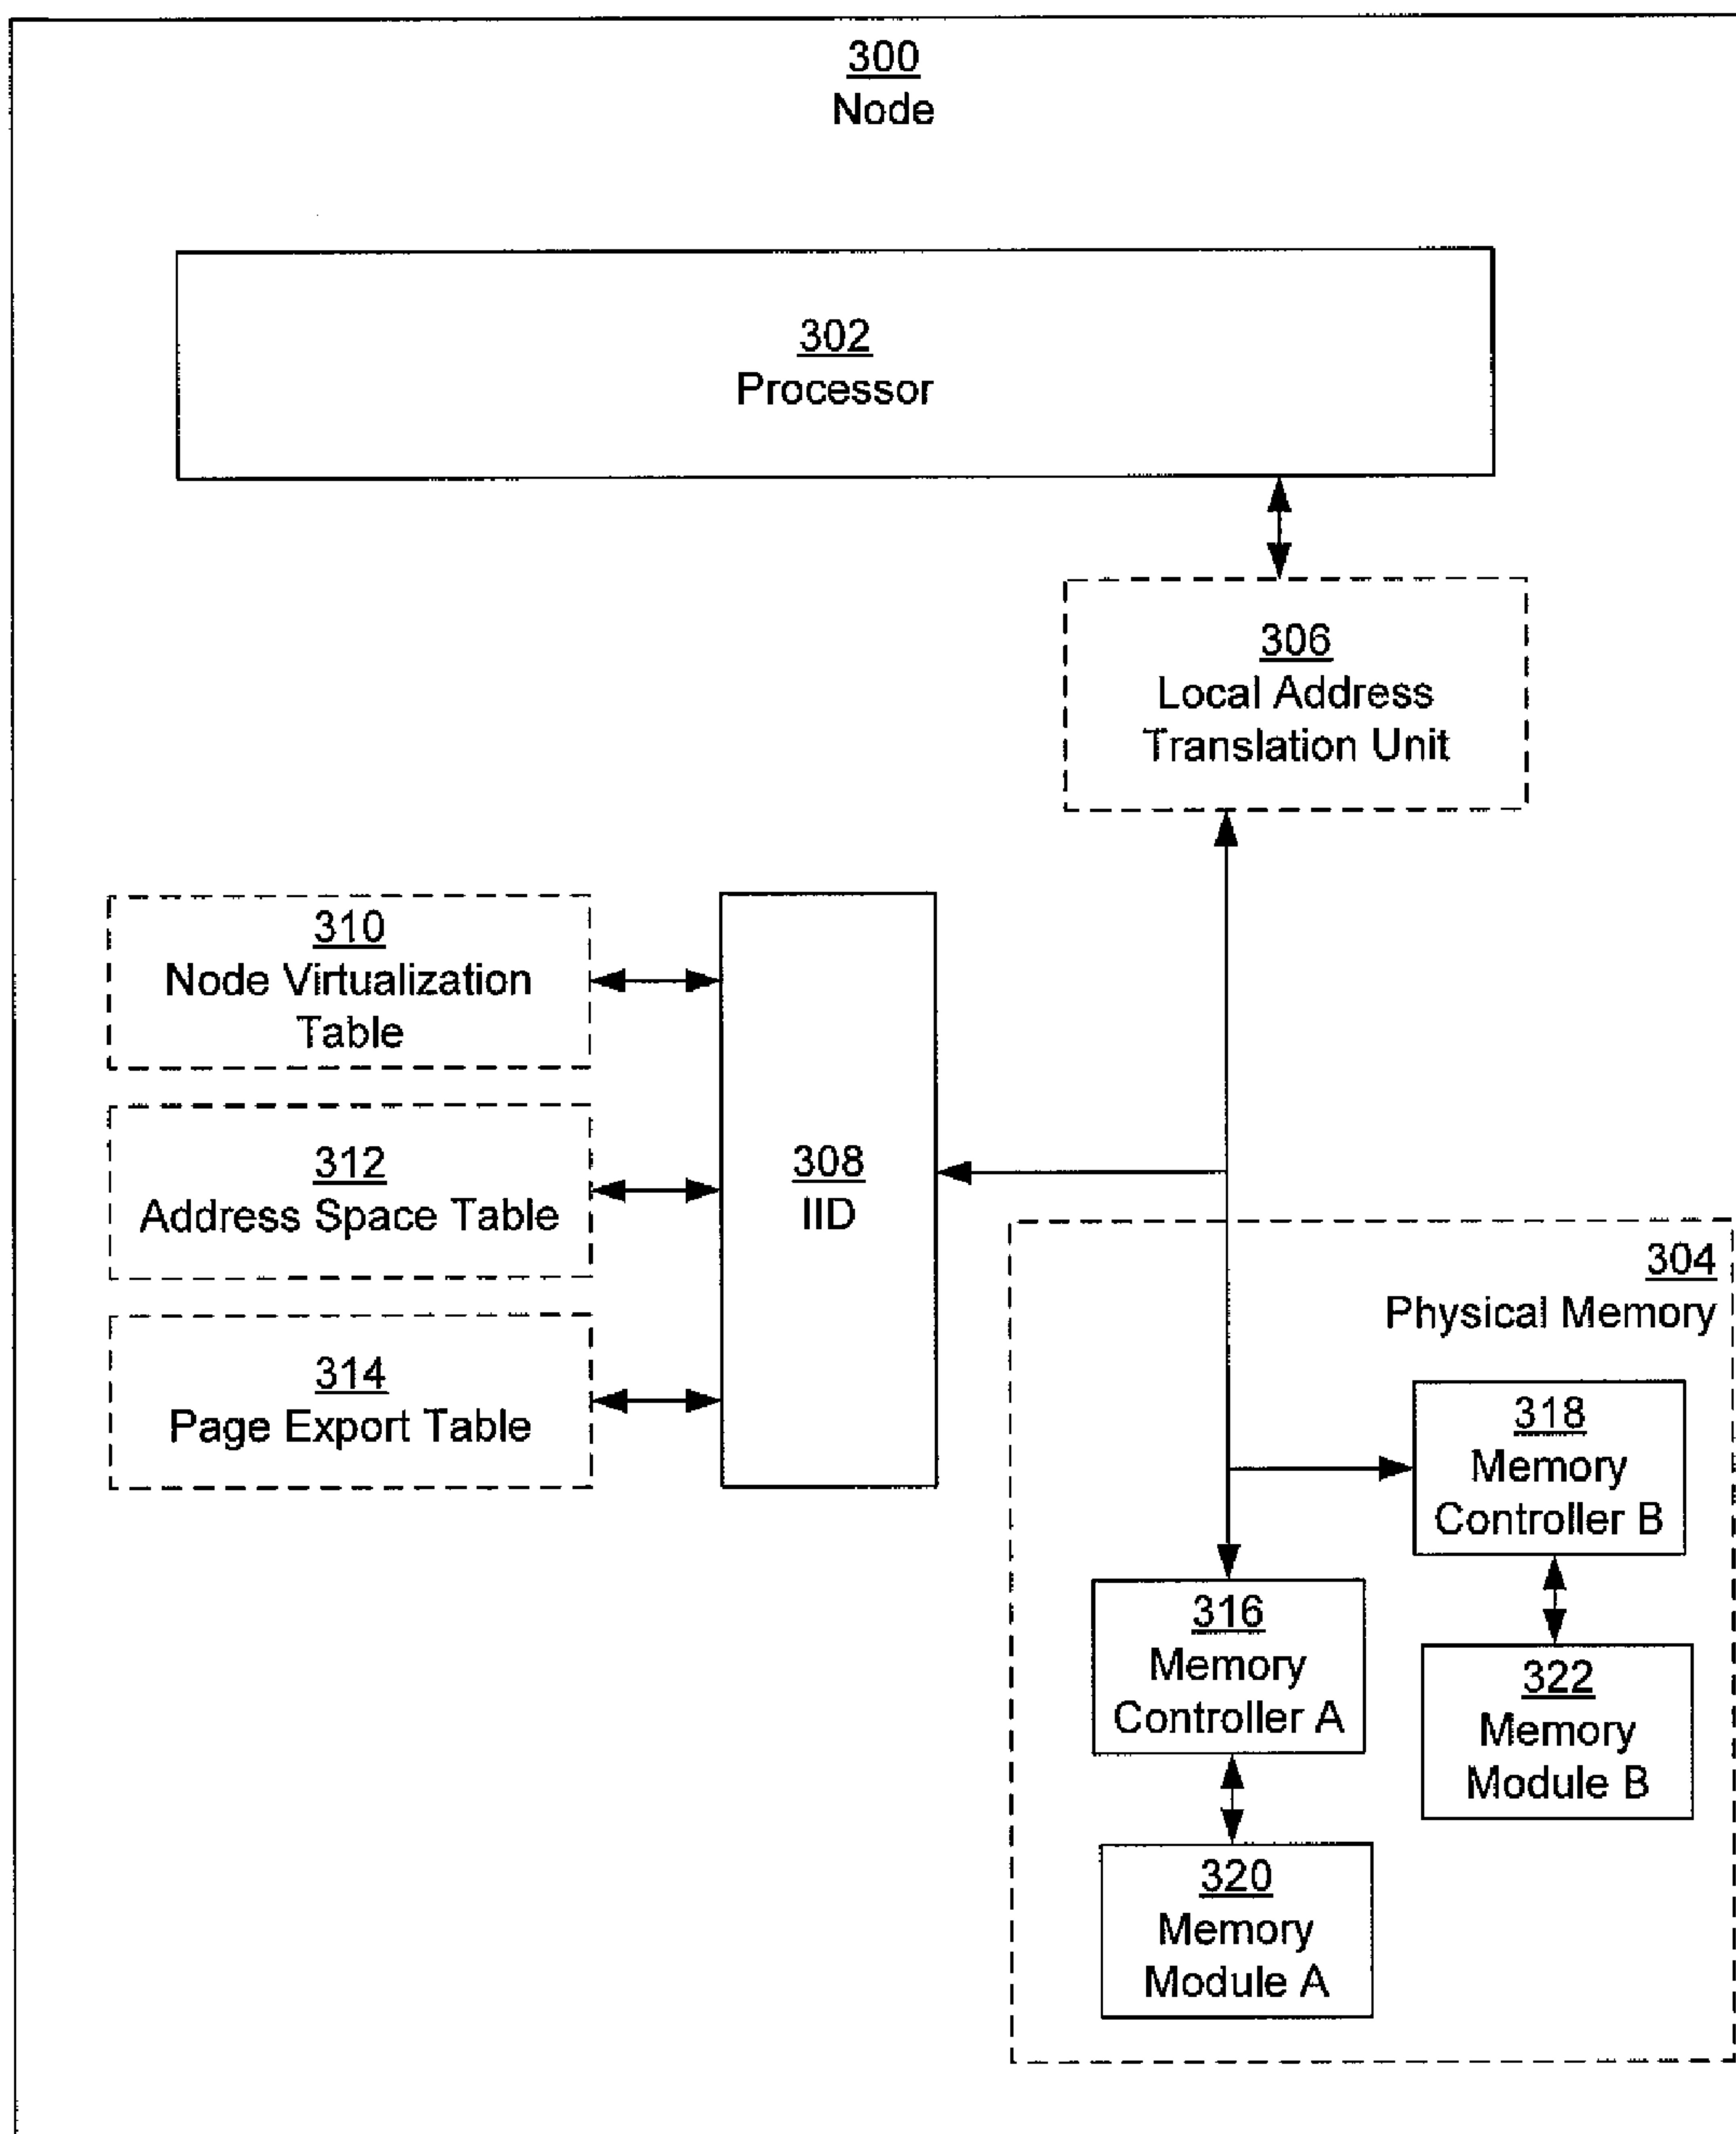 300
Node
302
Processor
306
Local Address
Translation Unit
310
Node Virtualization
Table
312
Address Space Table
314
Page Export Table
308
IID
304
Physical Memory
318
Memory
Controller B
316
Memory
Controller A
322
Memory
Module B
320
Memory
Module A